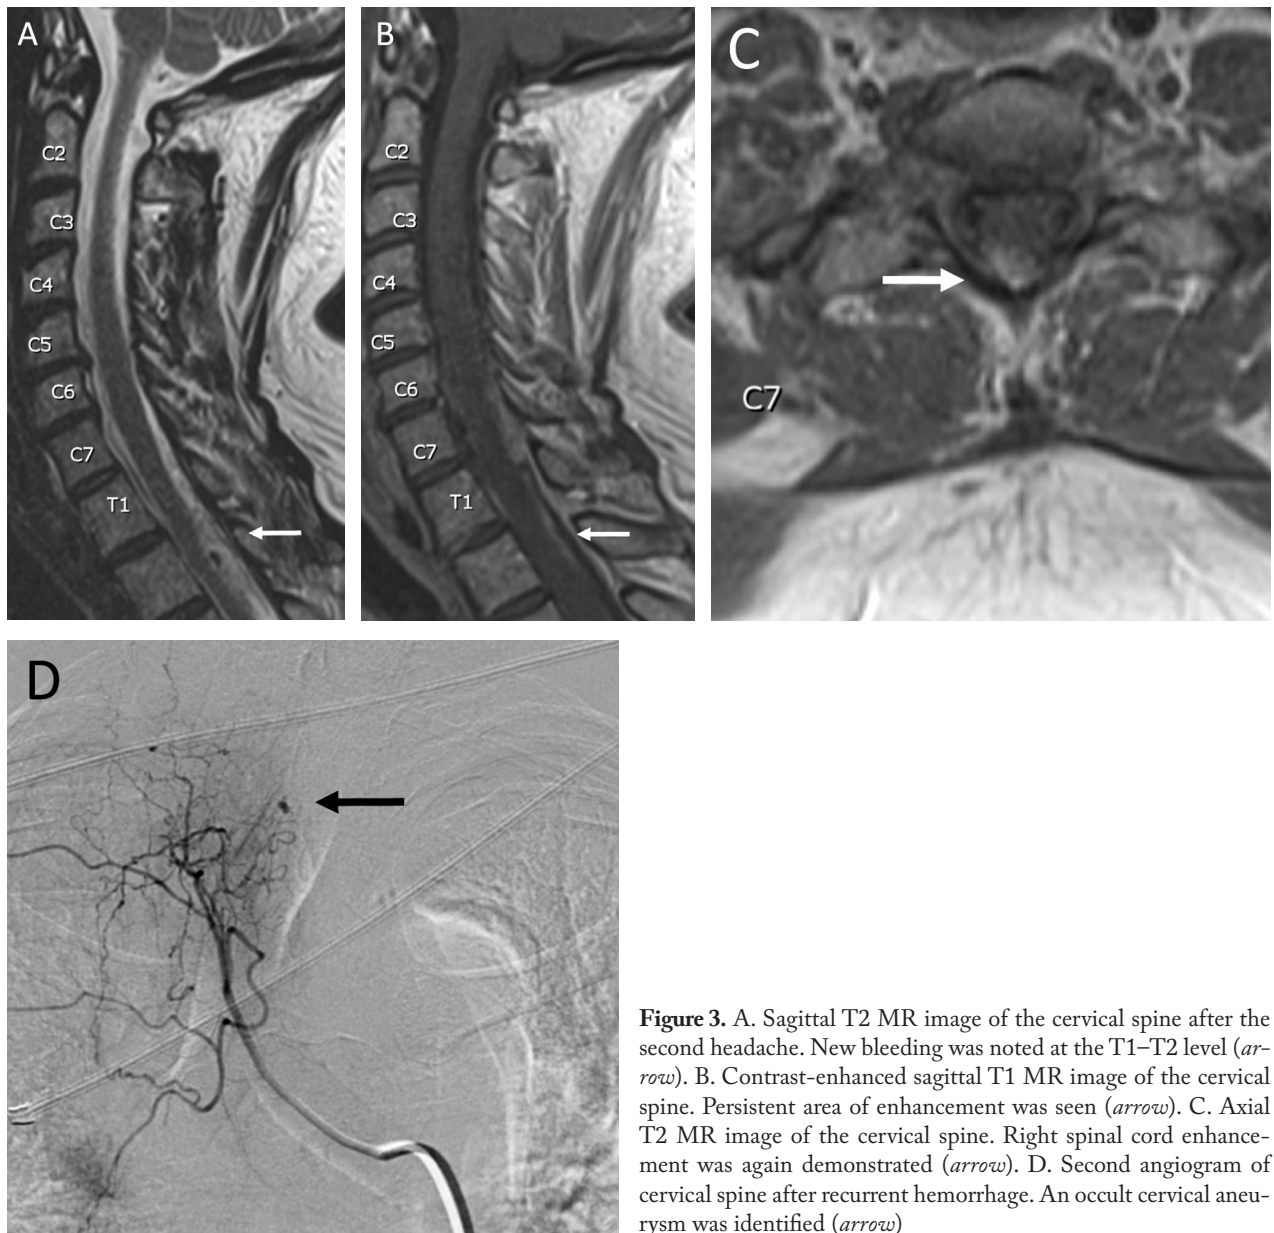 A
C2
C3
C4
C5
C6
C7
T1
B
C2
C3
C4
C5
C6
C7
T1
C
C7
D
Figure 3. A. Sagittal T2 MR image of the cervical spine after the
second headache. New bleeding was noted at the T1–T2 level (ar-
row). B. Contrast-enhanced sagittal T1 MR image of the cervical
spine. Persistent area of enhancement was seen (arrow). C. Axial
T2 MR image of the cervical spine. Right spinal cord enhance-
ment was again demonstrated (arrow). D. Second angiogram of
cervical spine after recurrent hemorrhage. An occult cervical aneu-
rysm was identified (arrow)